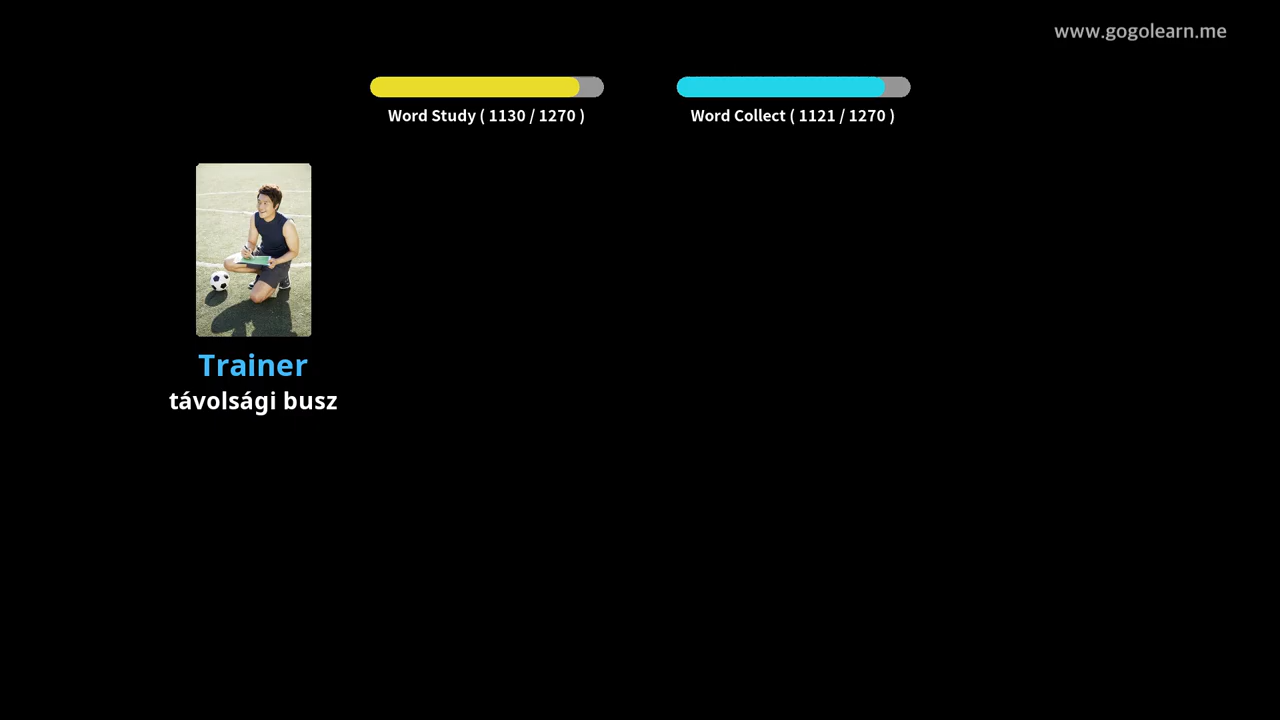 www.gogolearn.me
Word Study ( 1130 / 1270 )
Word Collect ( 1121 / 1270 )
Trainer
távolsági busz